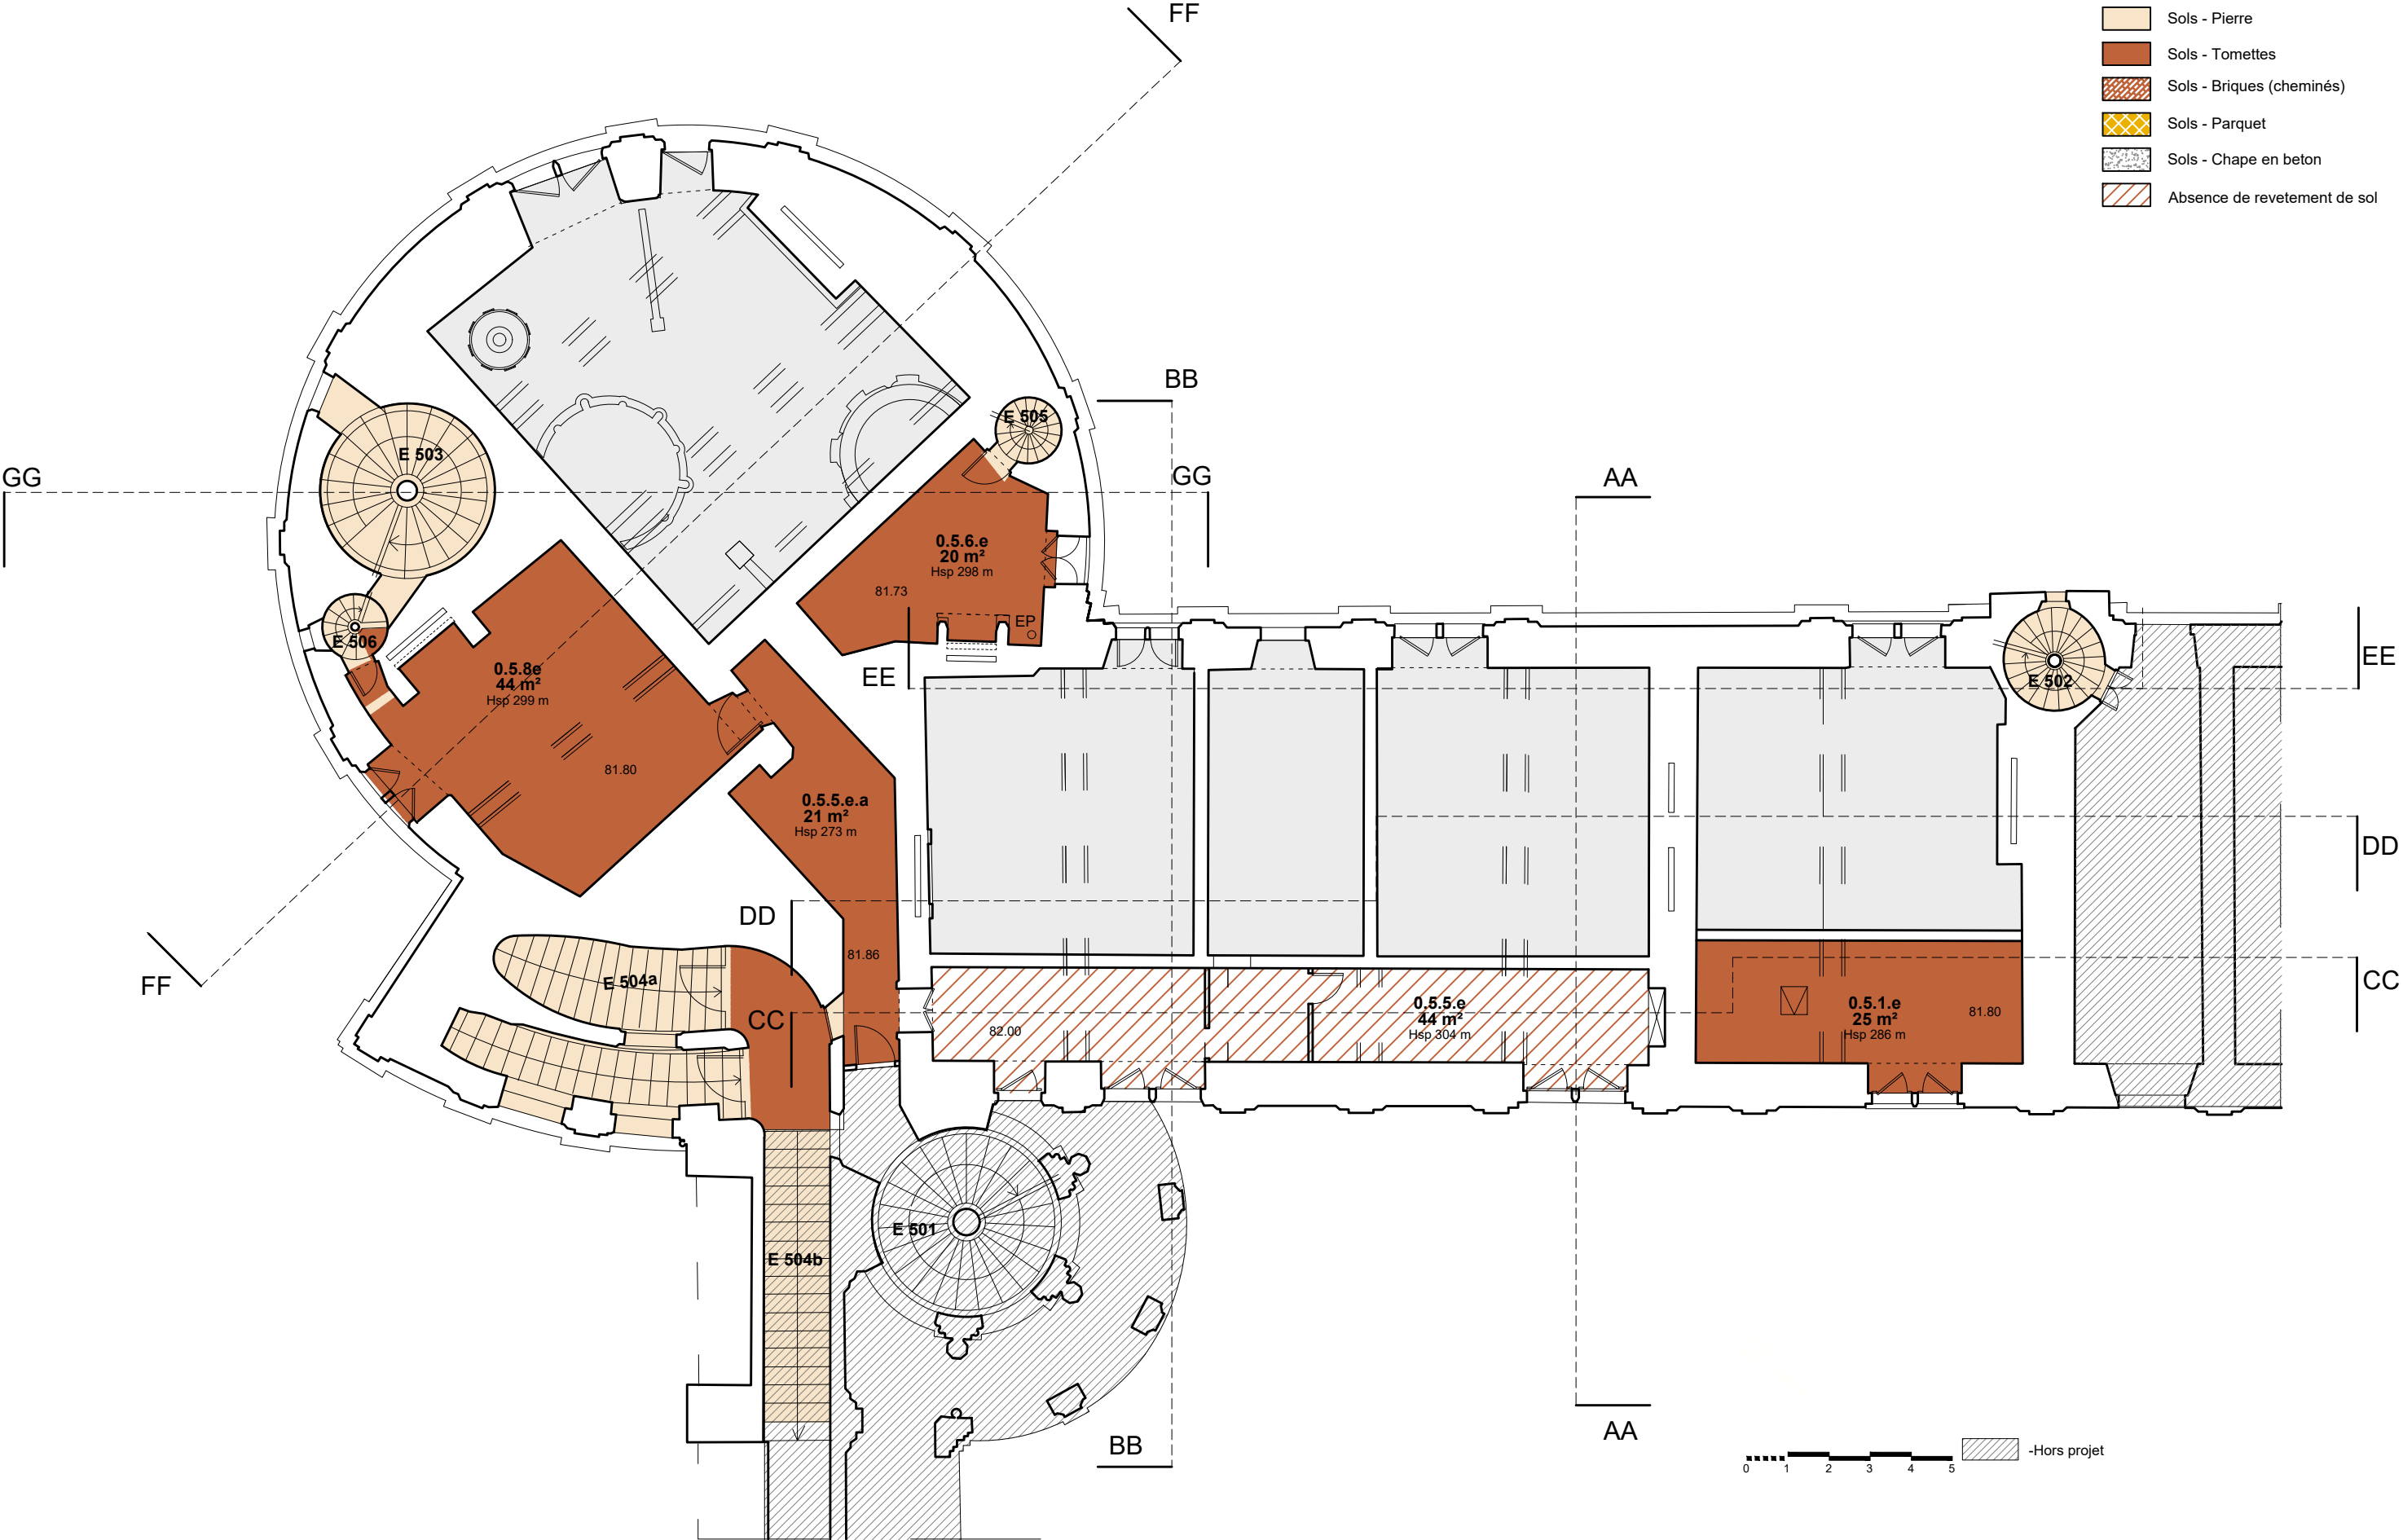 FF
Sols - Pierre
Sols - Tomettes
Sols - Briques (cheminés)
Sols - Parquet
Sols - Chape en beton
Absence de revetement de sol
BB
E 505
E 503
GG
GG
AA
0.5.6.e
20 m²
Hsp 298 m
81.73
EP
E 506
EE
EE
E 502
0.5.8e
44 m²
Hsp 299 m
81.80
0.5.5.e.a
21 m²
Hsp 273 m
DD
DD
81.86
FF
E 504a
CC
CC
82.00
0.5.5.e
44 m²
Hsp 304 m
0.5.1.e
25 m²
Hsp 286 m
81.80
E 501
E 504b
BB
AA
0 1 2 3 4 5
-Hors projet